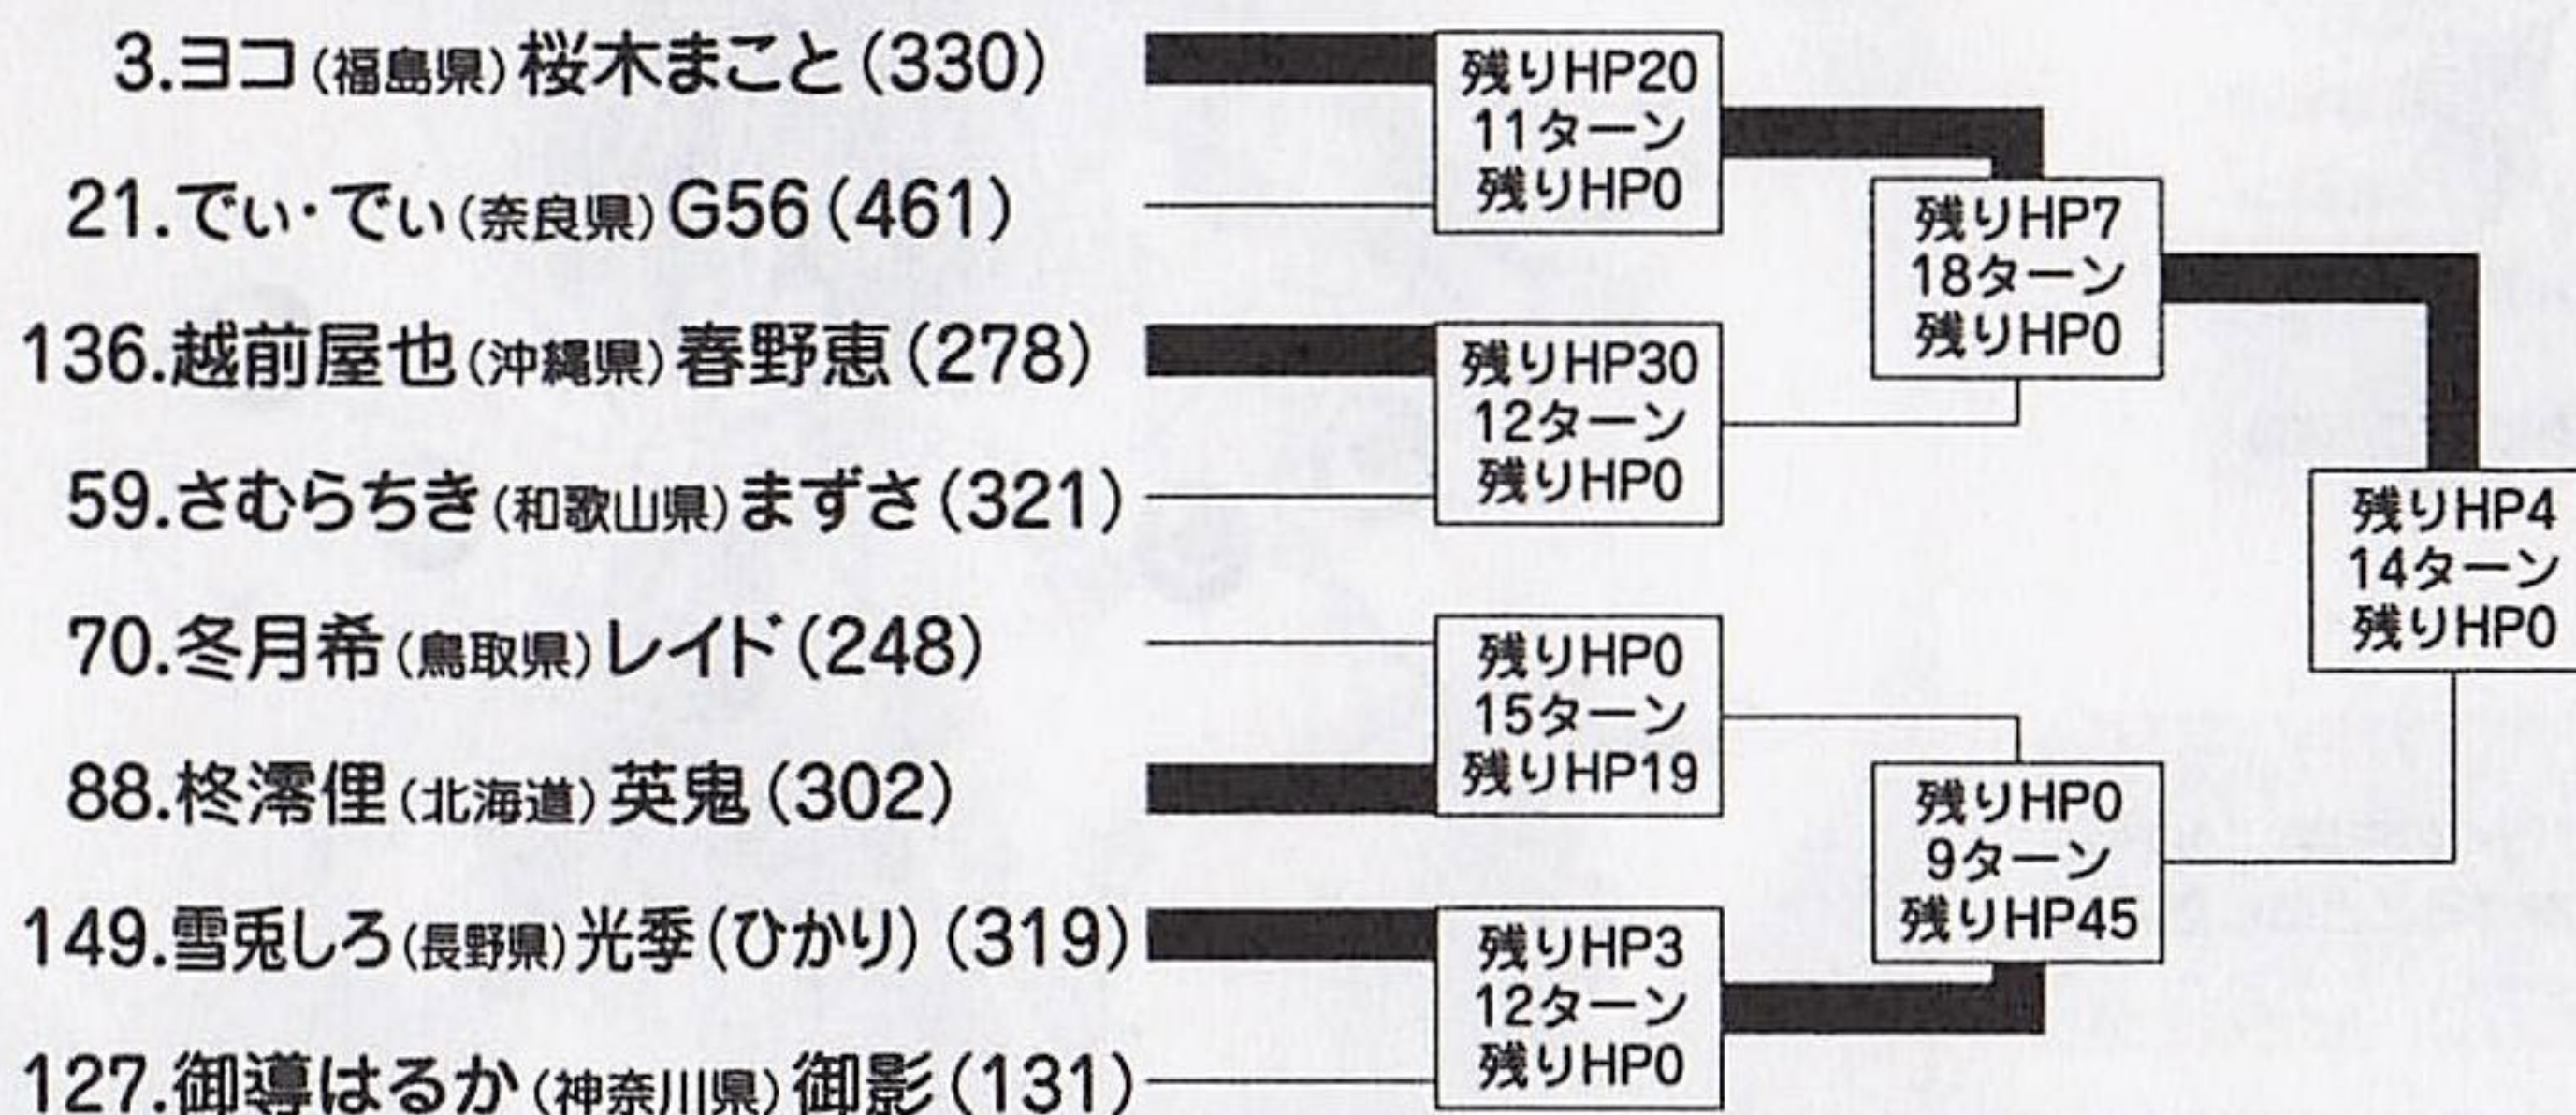 3.ヨコ(福島県)桜木まこと(330)
21.でぃ・でぃ(奈良県)G56(461)
136.越前屋也(沖縄県)春野恵(278)
59.さむらちき(和歌山県)まずさ(321)
70.冬月希(鳥取県)レイド(248)
88.柊澪俚(北海道)英鬼(302)
149.雪兎しろ(長野県)光季(ひかり)(319)
127.御導はるか(神奈川県)御影(131)
残りHP20
11ターン
残りHP0
残りHP30
12ターン
残りHP0
残りHP0
15ターン
残りHP19
残りHP3
12ターン
残りHP0
残りHP7
18ターン
残りHP0
残りHP0
9ターン
残りHP45
残りHP4
14ターン
残りHP0